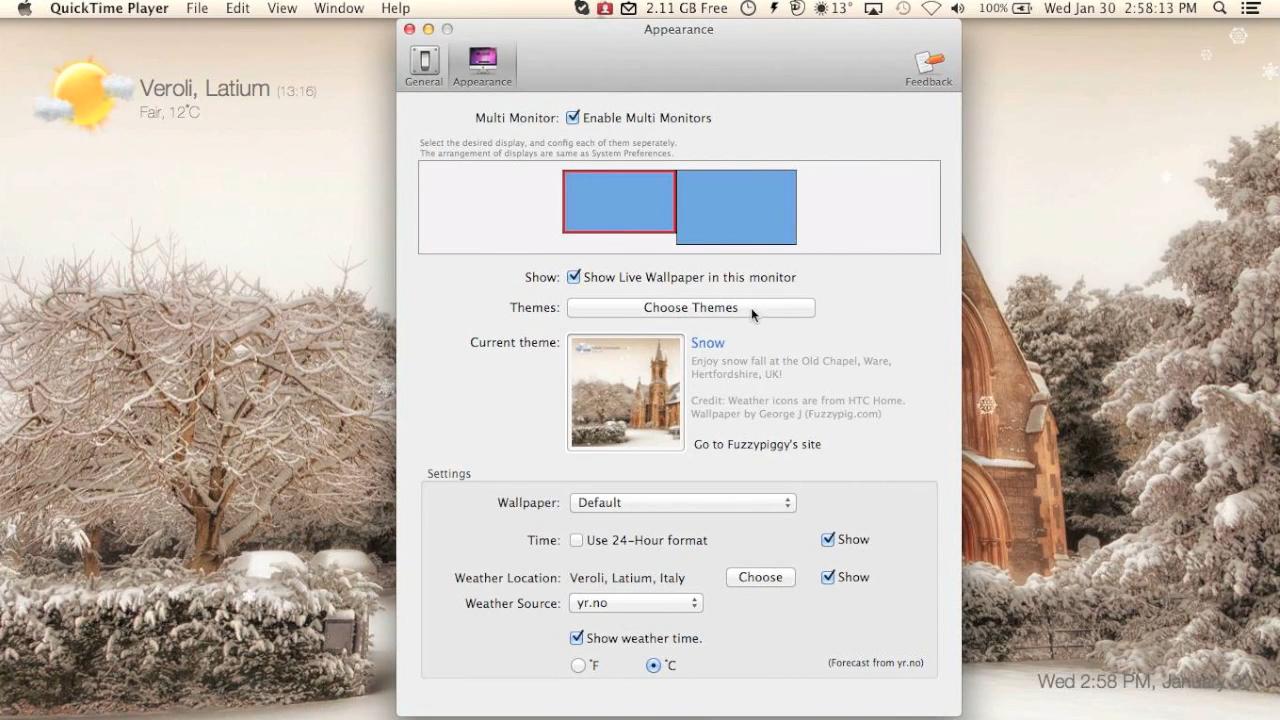 QuickTime Player File Edit View Window Help 2.11 GB Free 13° 100% Wed Jan 30 2:58:13 PM
Appearance
General Appearance Feedback
Veroli, Latium (13:16)
Fair, 12°C
Multi Monitor: Enable Multi Monitors
Select the desired display, and config each of them seperately.
The arrangement of displays are same as System Preferences.
Show: Show Live Wallpaper in this monitor
Themes: Choose Themes
Current theme: Snow
Enjoy snow fall at the Old Chapel, Ware,
Hertfordshire, UK!
Credit: Weather icons are from HTC Home.
Wallpaper by George J (Fuzzypig.com)
Go to Fuzzypiggy's site
Settings
Wallpaper: Default
Time: Use 24-Hour format Show
Weather Location: Veroli, Latium, Italy Choose Show
Weather Source: yr.no
Show weather time.
°F °C (Forecast from yr.no)
Wed 2:58 PM, January